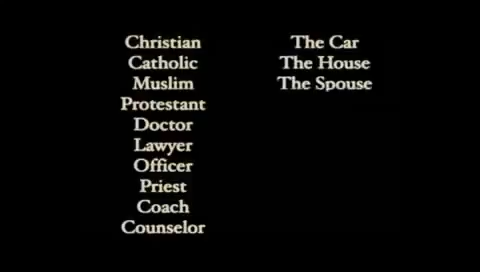 Christian
Catholic
Muslim
Protestant
Doctor
Lawyer
Officer
Priest
Coach
Counselor
The Car
The House
The Spouse